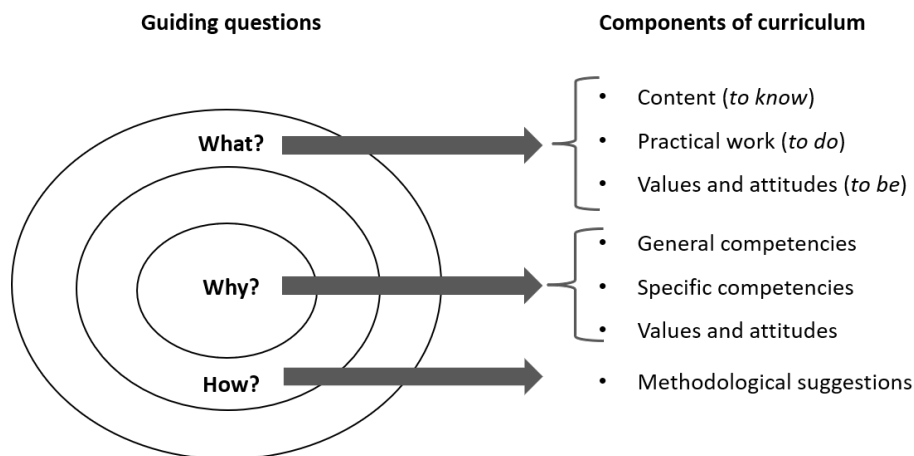 Guiding questions
Components of curriculum
What?
• Content (to know)
• Practical work (to do)
• Values and attitudes (to be)
Why?
• General competencies
• Specific competencies
• Values and attitudes
How?
• Methodological suggestions